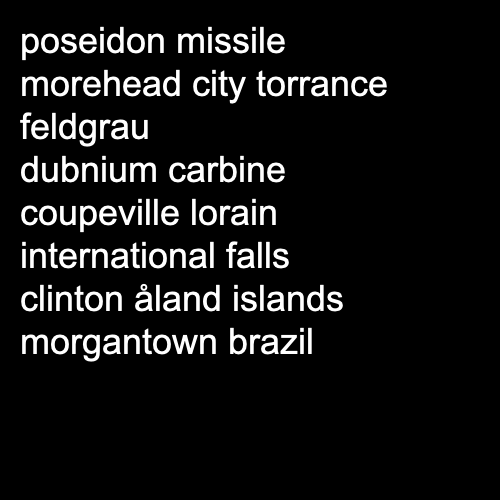 poseidon missile
morehead city torrance
feldgrau
dubnium carbine
coupeville lorain
international falls
clinton åland islands
morgantown brazil